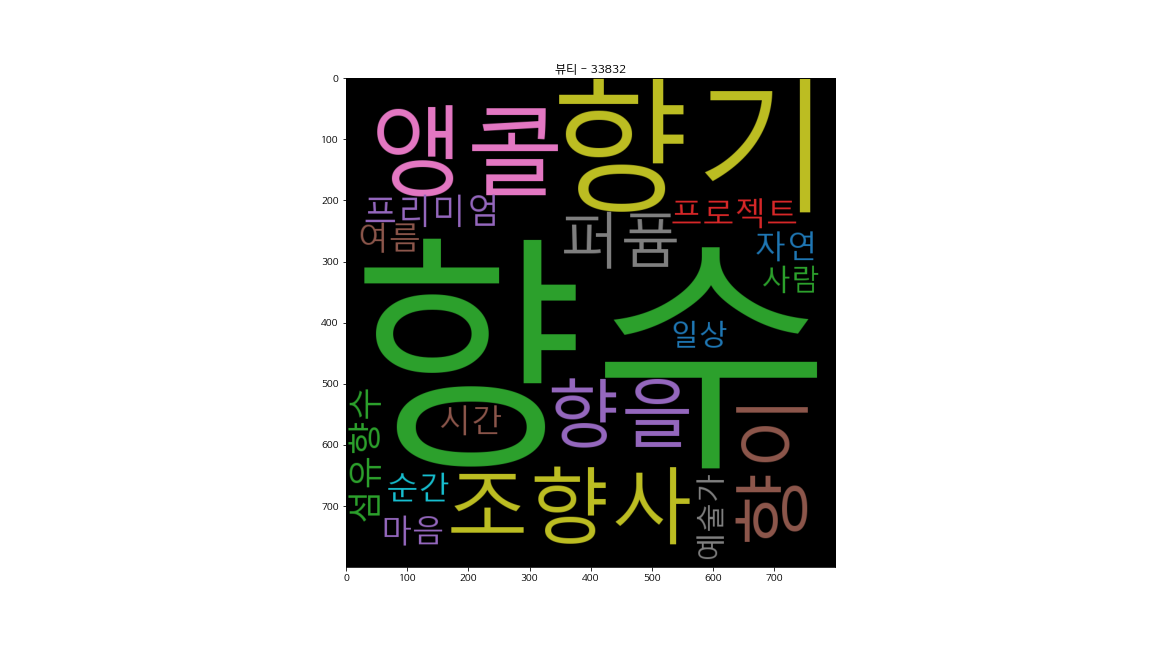 뷰티 - 33832
앵콜 향기
프리미엄 프로젝트
여름 퍼퓸 자연
사람
향수
일상
시간 향을 향이
섬유향수
순간 조향사 예술가
마음
0
100
200
300
400
500
600
700
0 100 200 300 400 500 600 700